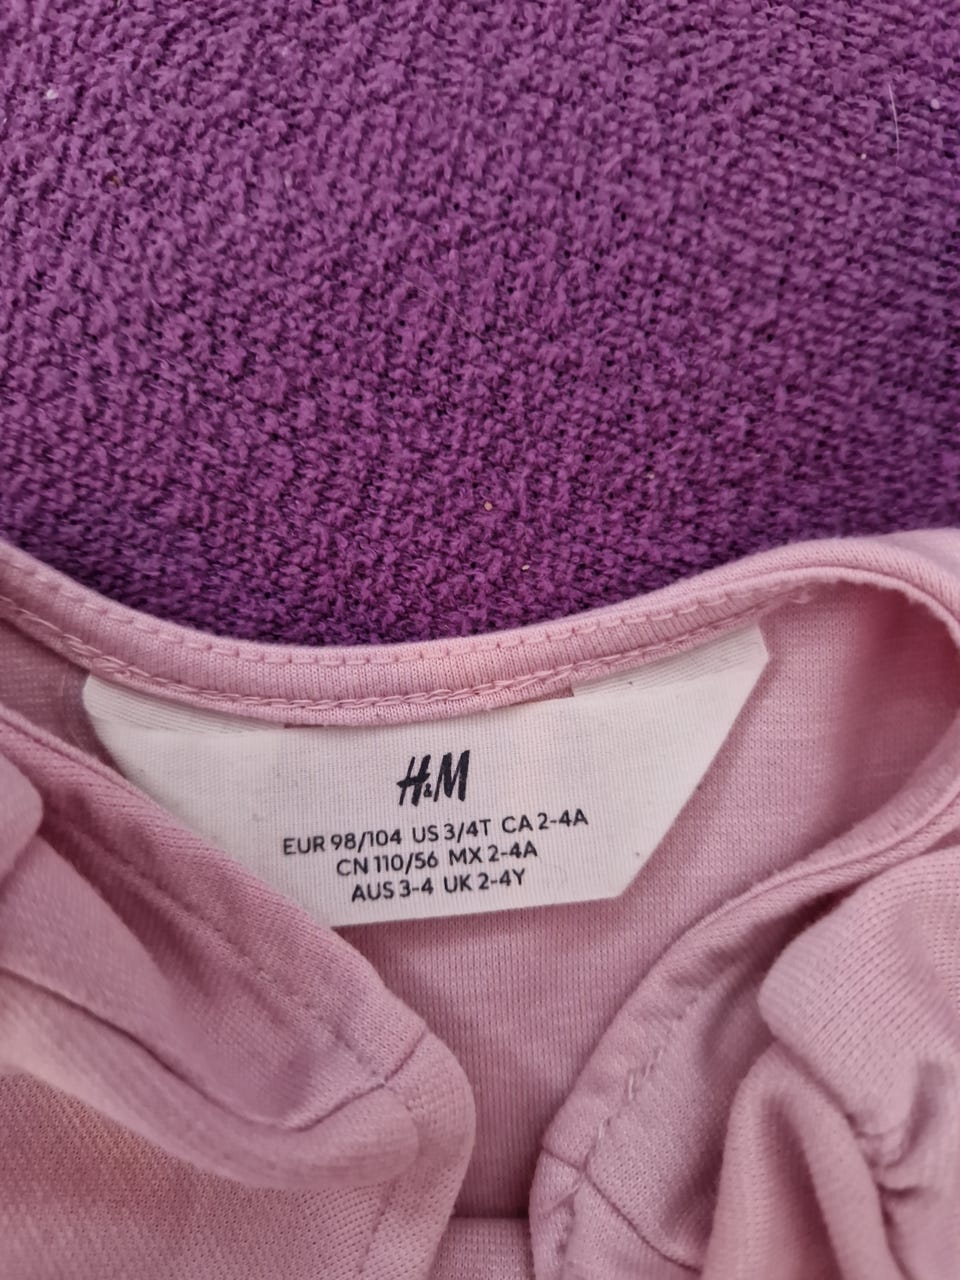 H&M
EUR 98/104 US 3/4T CA 2-4A
CN 110/56 MX 2-4A
AUS 3-4 UK 2-4Y